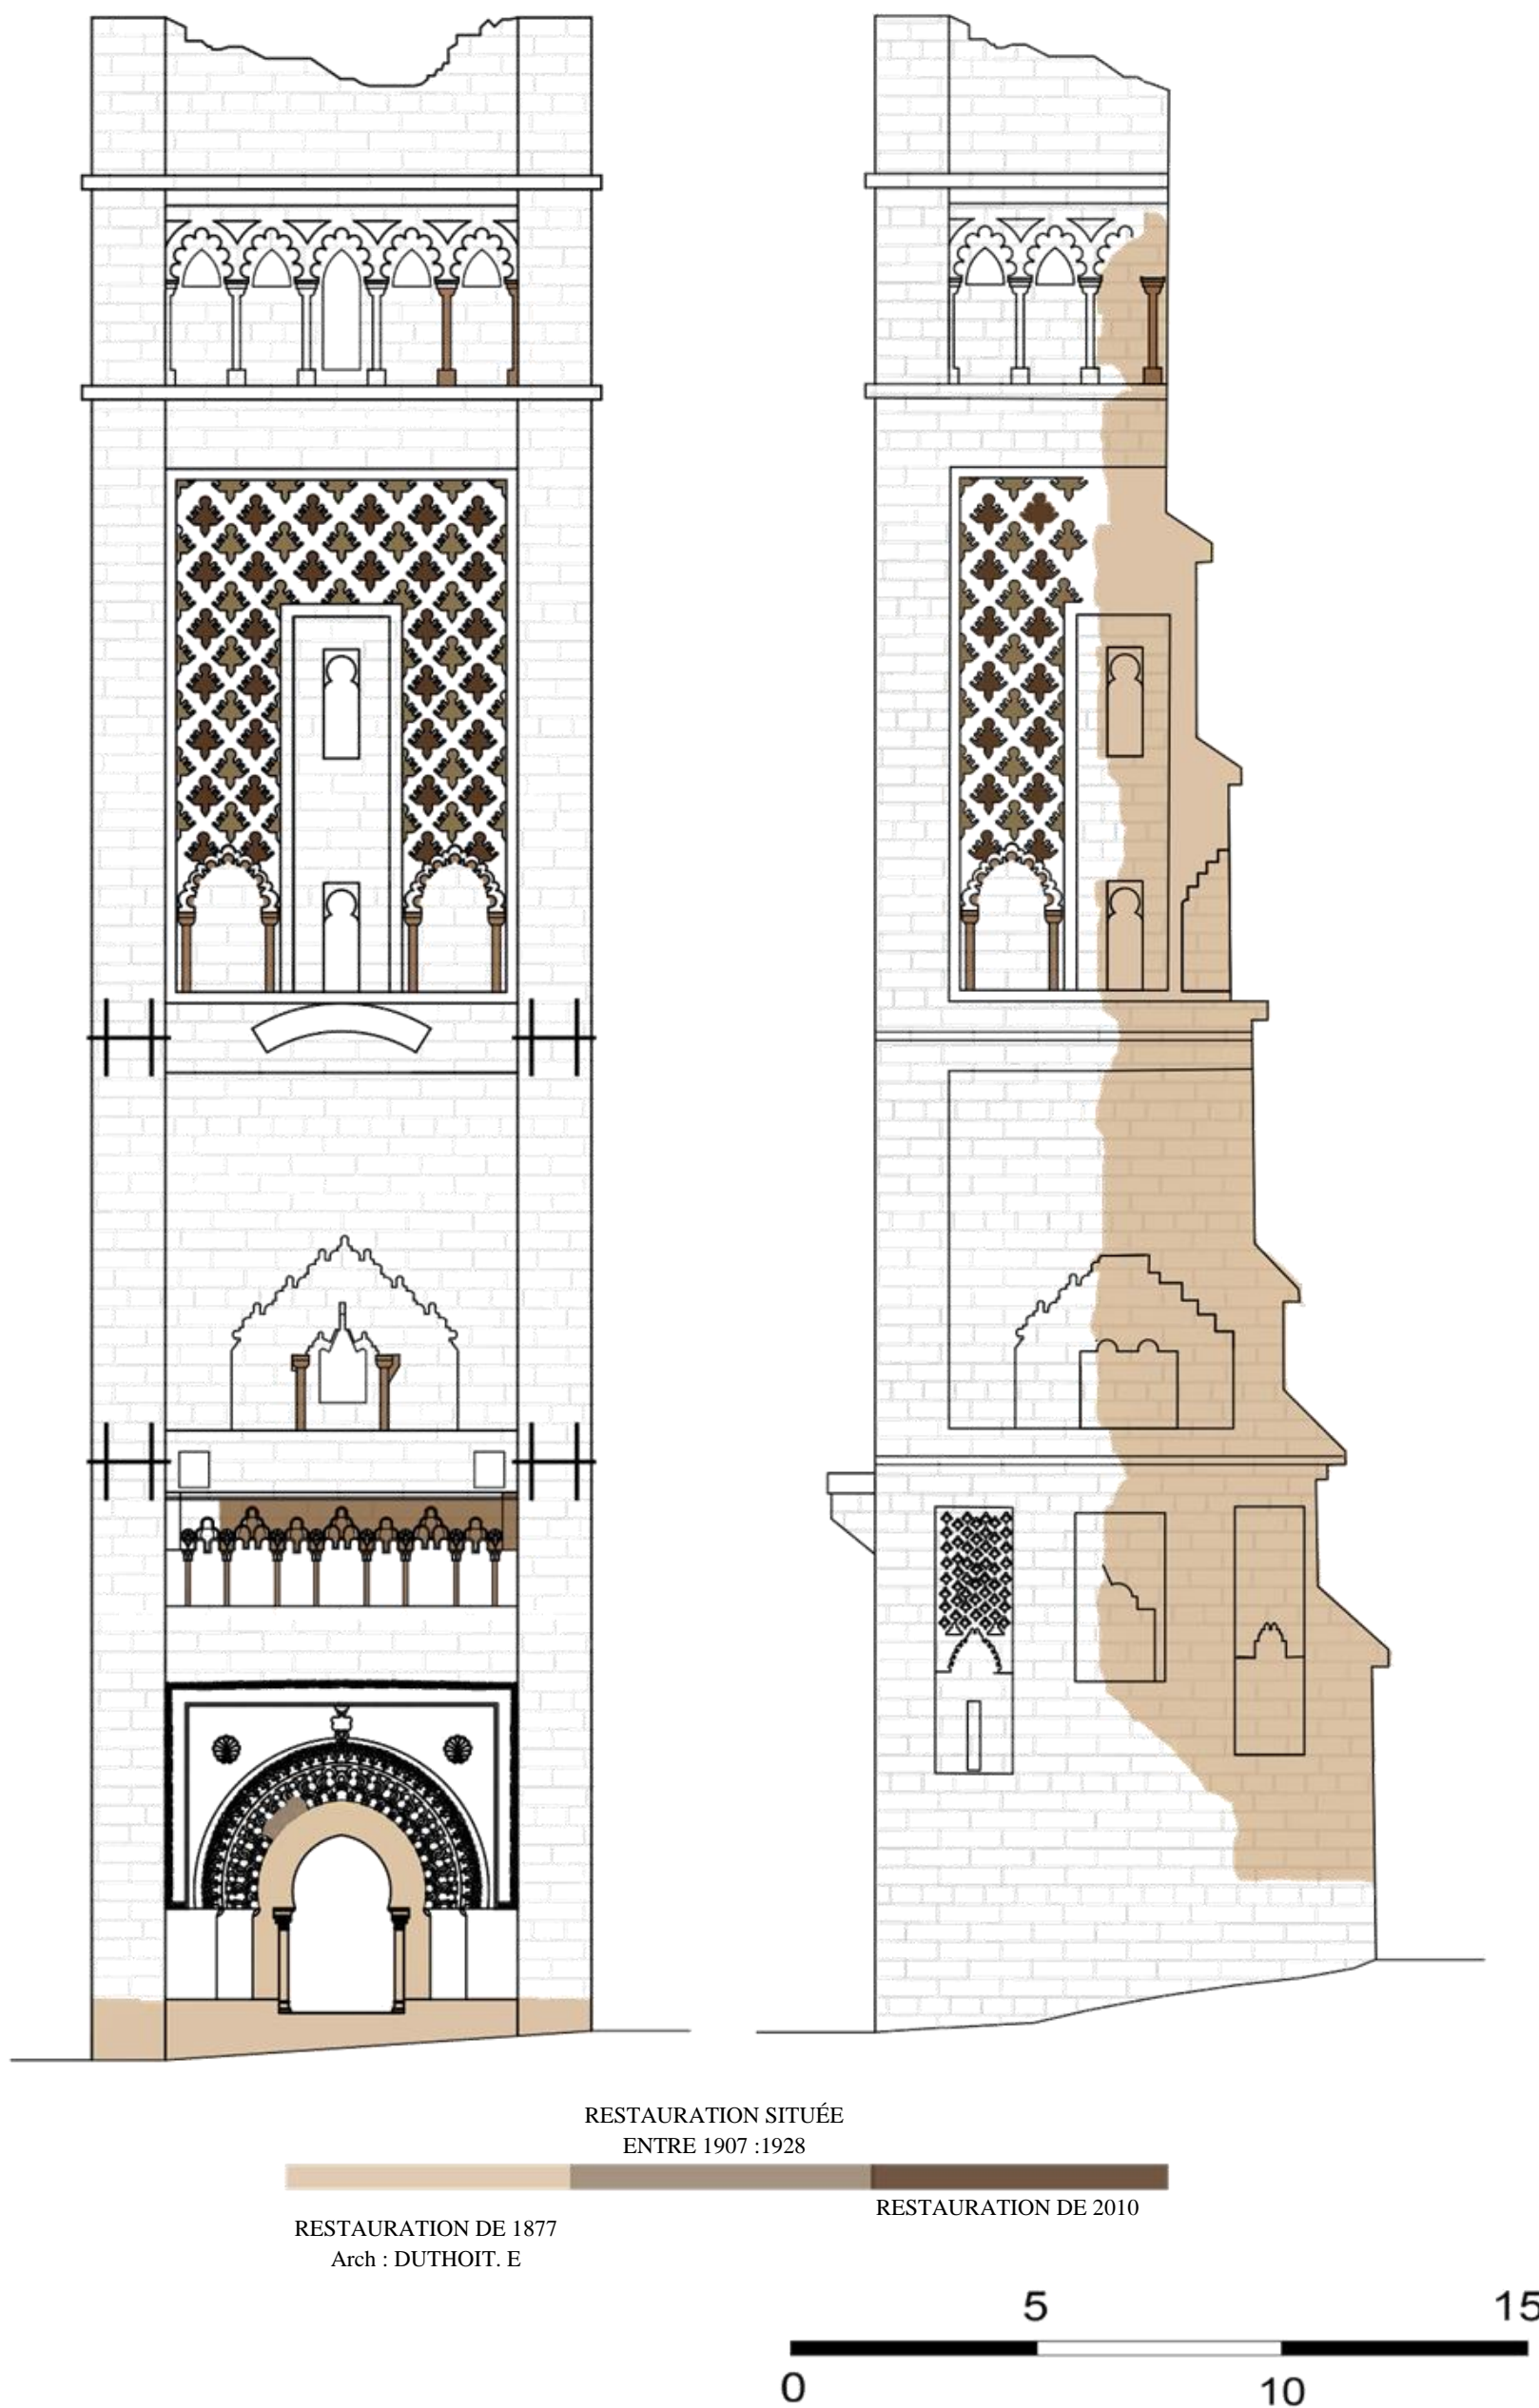 RESTAURATION SITUÉE
ENTRE 1907 :1928
RESTAURATION DE 2010
RESTAURATION DE 1877
Arch : DUTHOIT. E
5 15
0 10